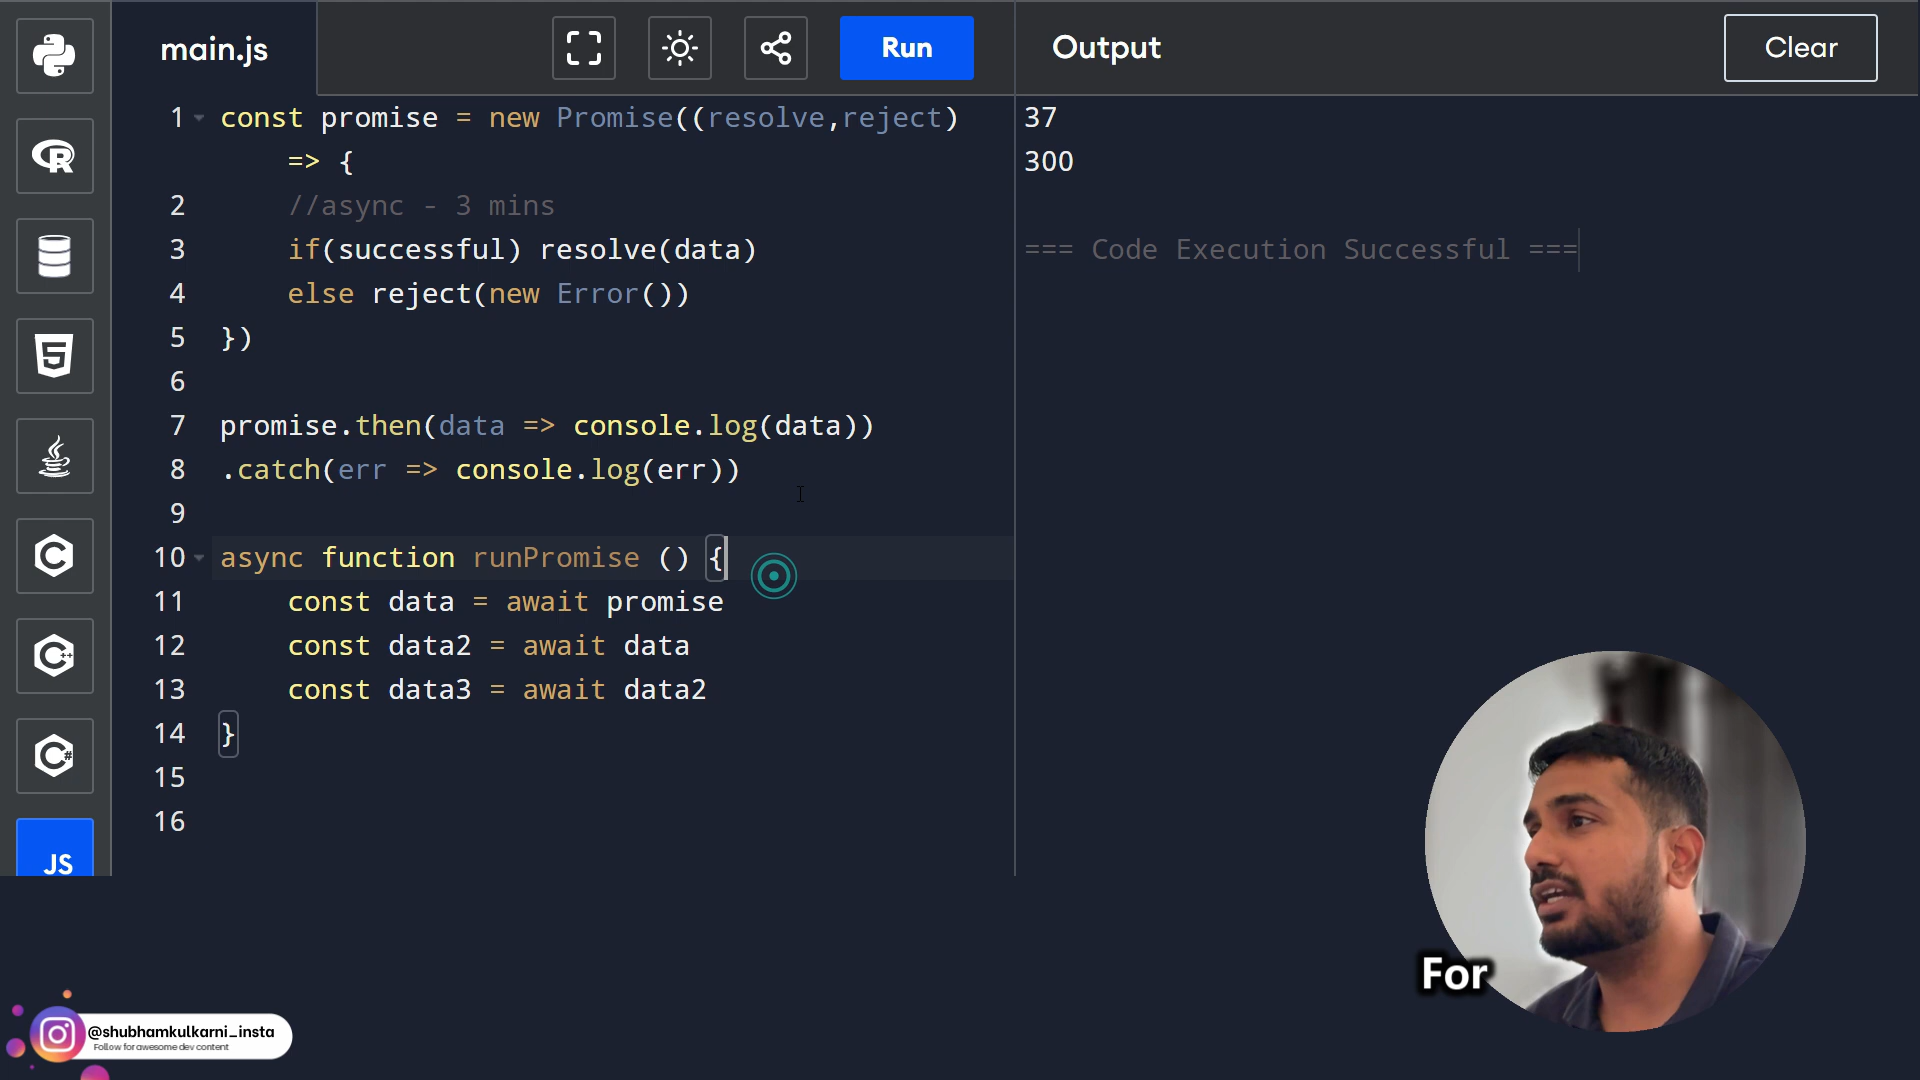 main.js
Run
Output
Clear
1 const promise = new Promise((resolve,reject)
=> {
2 //async - 3 mins
3 if(successful) resolve(data)
4 else reject(new Error())
5 })
6
7 promise.then(data => console.log(data))
8 .catch(err => console.log(err))
9
10 async function runPromise () {
11 const data = await promise
12 const data2 = await data
13 const data3 = await data2
14 }
15
16
37
300
=== Code Execution Successful ===
R
5
C
C++
C#
JS
For
@shubhamkulkarni_insta
Follow for awesome dev content